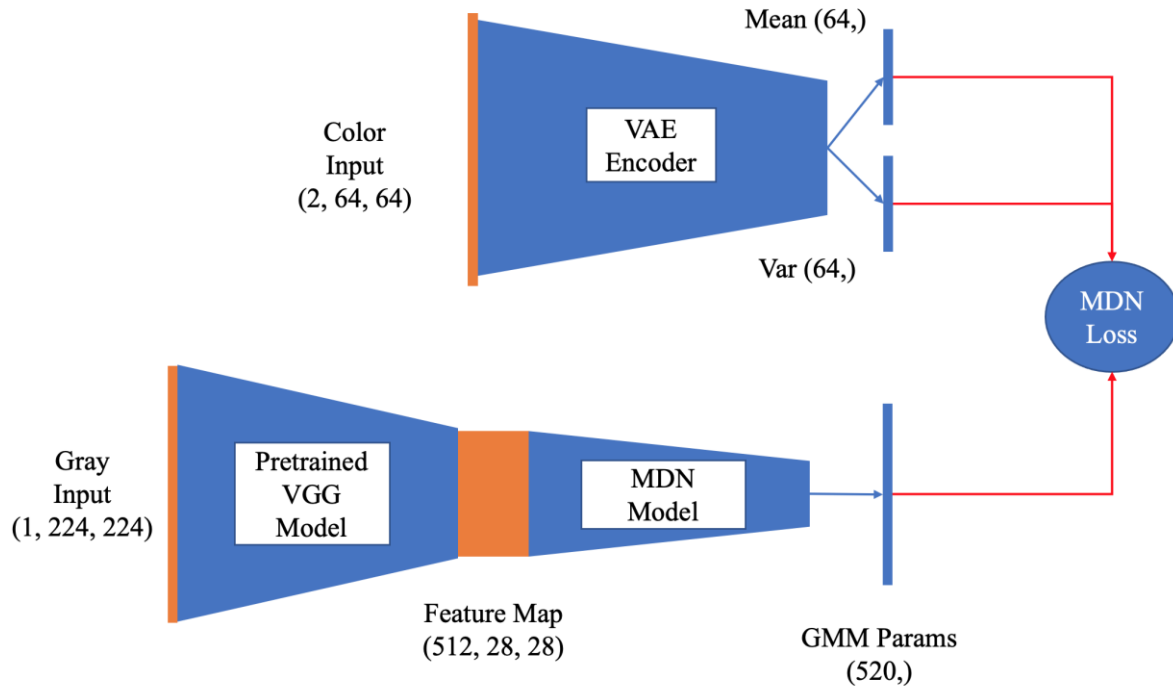 Mean (64,)
Color
Input
(2, 64, 64)
VAE
Encoder
Var (64,)
MDN
Loss
Gray
Input
(1, 224, 224)
Pretrained
VGG
Model
MDN
Model
Feature Map
(512, 28, 28)
GMM Params
(520,)